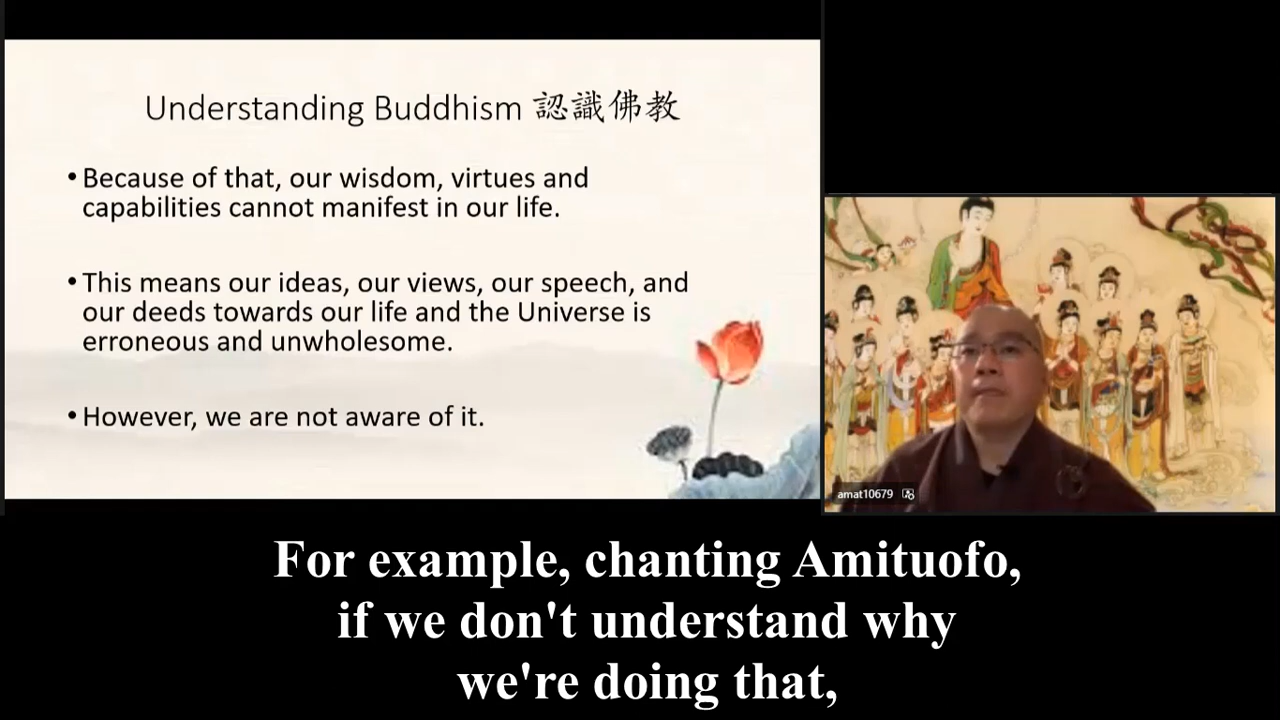 Understanding Buddhism 認識佛教
•Because of that, our wisdom, virtues and
capabilities cannot manifest in our life.
•This means our ideas, our views, our speech, and
our deeds towards our life and the Universe is
erroneous and unwholesome.
•However, we are not aware of it.
amat10679
For example, chanting Amituofo,
if we don't understand why
we're doing that,